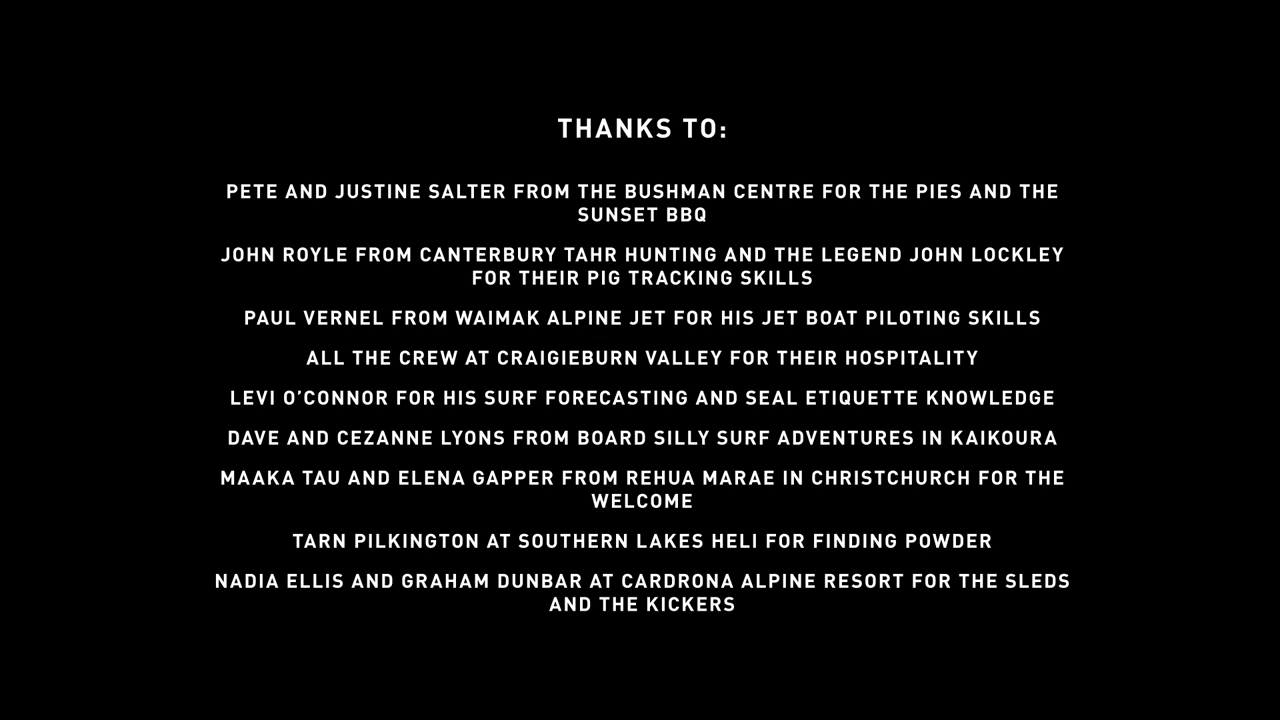 THANKS TO:
PETE AND JUSTINE SALTER FROM THE BUSHMAN CENTRE FOR THE PIES AND THE
SUNSET BBQ
JOHN ROYLE FROM CANTERBURY TAHR HUNTING AND THE LEGEND JOHN LOCKLEY
FOR THEIR PIG TRACKING SKILLS
PAUL VERNEL FROM WAIMAK ALPINE JET FOR HIS JET BOAT PILOTING SKILLS
ALL THE CREW AT CRAIGIEBURN VALLEY FOR THEIR HOSPITALITY
LEVI O’CONNOR FOR HIS SURF FORECASTING AND SEAL ETIQUETTE KNOWLEDGE
DAVE AND CEZANNE LYONS FROM BOARD SILLY SURF ADVENTURES IN KAIKOURA
MAAKA TAU AND ELENA GAPPER FROM REHUA MARAE IN CHRISTCHURCH FOR THE
WELCOME
TARN PILKINGTON AT SOUTHERN LAKES HELI FOR FINDING POWDER
NADIA ELLIS AND GRAHAM DUNBAR AT CARDRONA ALPINE RESORT FOR THE SLEDS
AND THE KICKERS